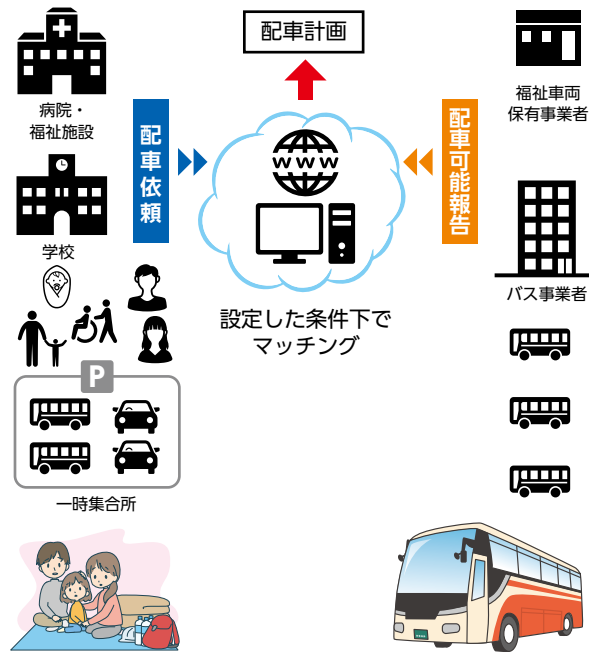 配車計画
病院・
福祉施設
配車依頼
学校
P
一時集合所
WWW
設定した条件下で
マッチング
配車可能報告
福祉車両
保有事業者
バス事業者